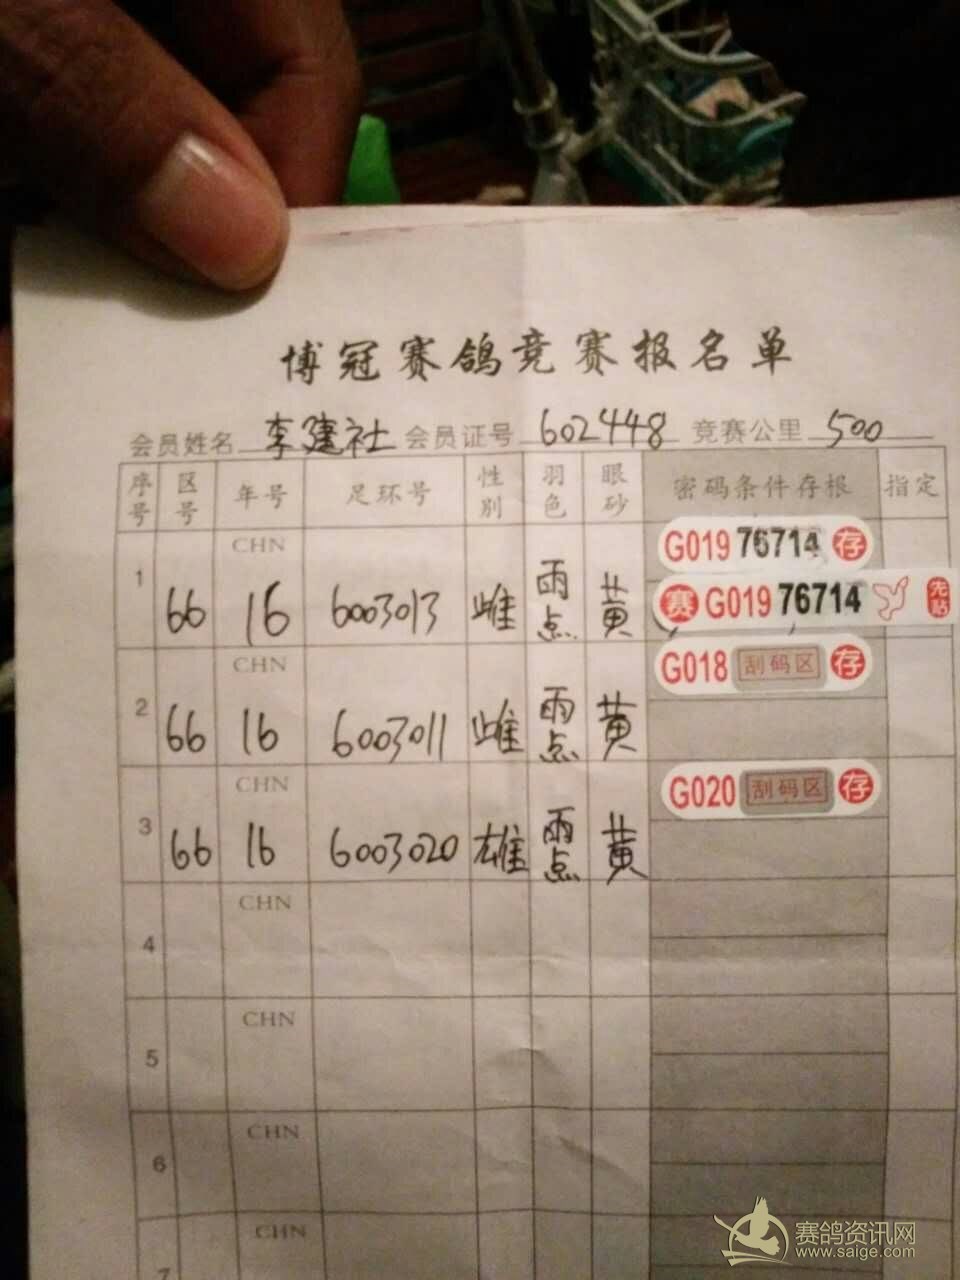 博冠赛鸽竞赛报名单
会员姓名 李建社 会员证号 602448 竞赛公里 500
序号 区号 年号 足环号 性别 羽色 眼砂 密码条件存根 指定
CHN G019 76714 存
1 66 16 6003013 雌 雨点 黄 赛 G019 76714 先贴
CHN G018 刮码区 存
2 66 16 6003011 雌 雨点 黄
CHN G020 刮码区 存
3 66 16 6003020 雄 雨点 黄
CHN
4
CHN
5
CHN
6
CHN
7
赛鸽资讯网
www.saige.com